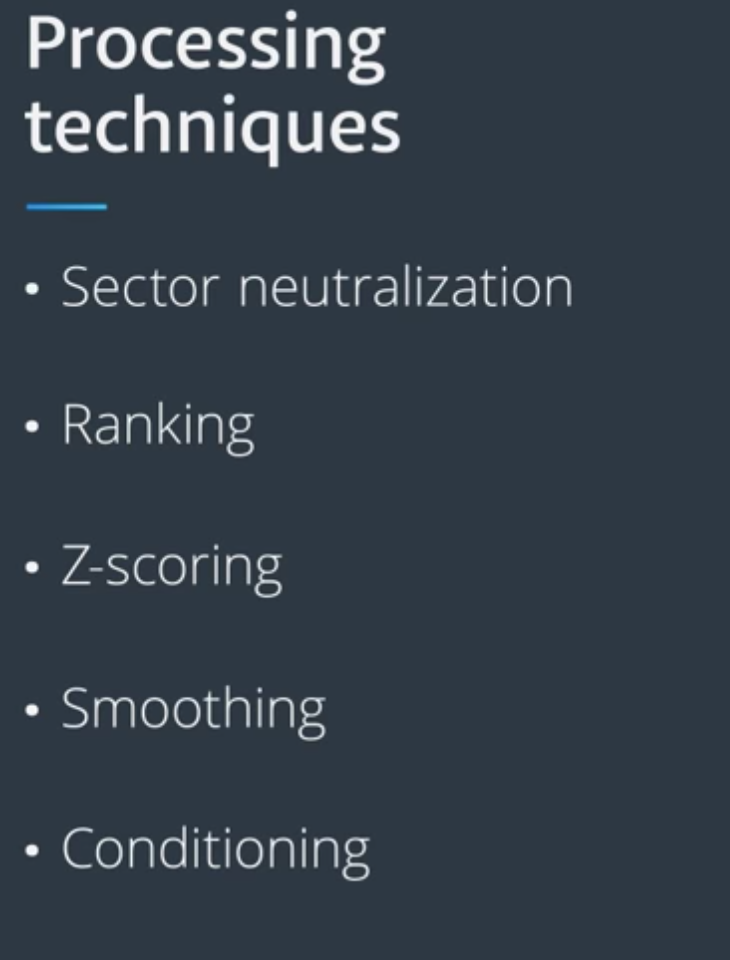 Processing
techniques
• Sector neutralization
• Ranking
• Z-scoring
• Smoothing
• Conditioning